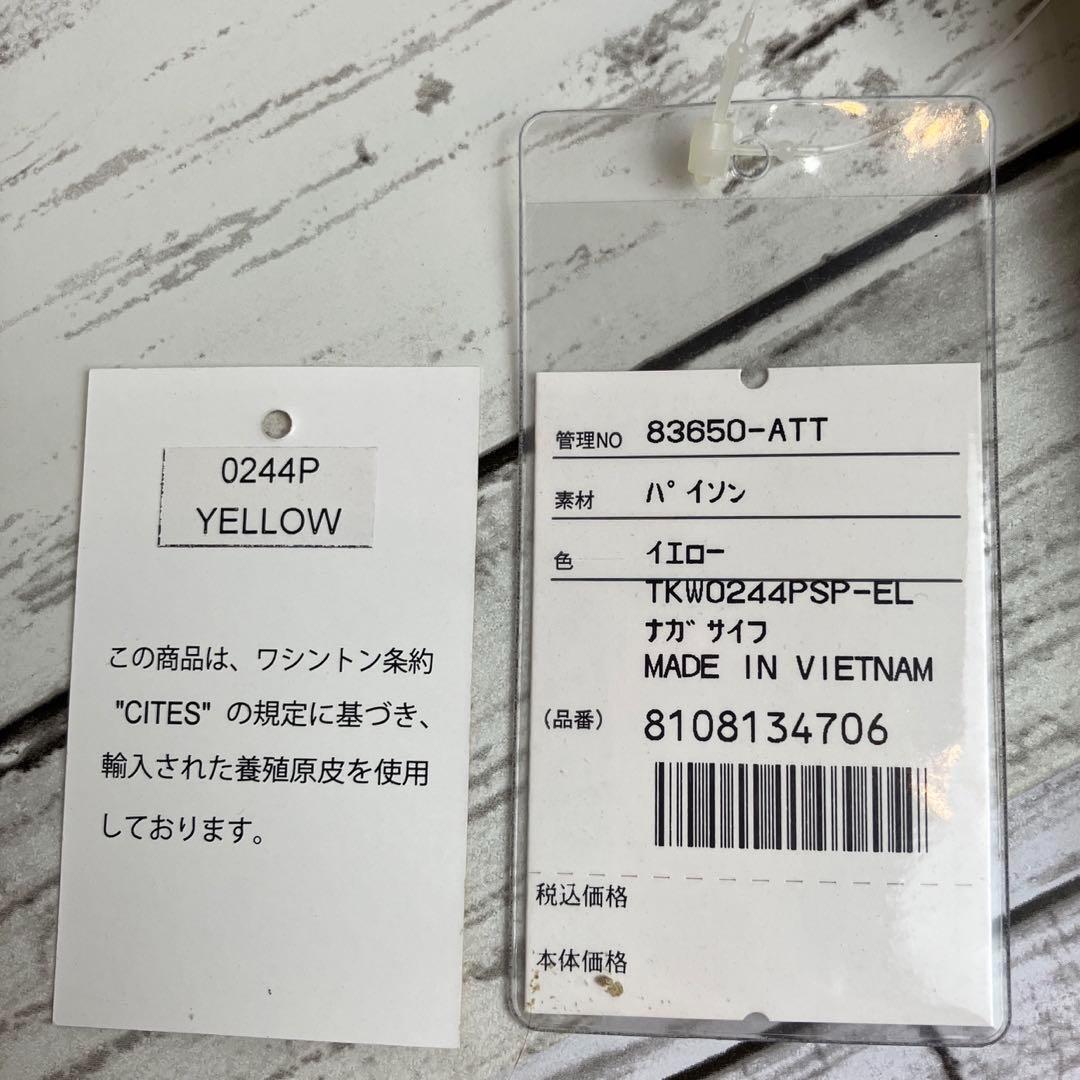 0244P
YELLOW
この商品は、ワシントン条約
"CITES" の規定に基づき、
輸入された養殖原皮を使用
しております。
管理NO 83650-ATT
素材 パイソン
色 イエロー
TKW0244PSP-EL
ナガサイフ
MADE IN VIETNAM
(品番) 8108134706
税込価格
本体価格